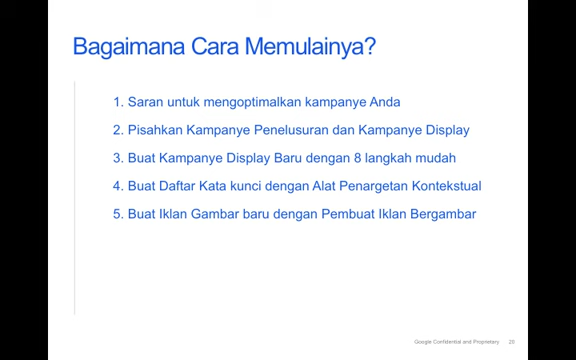 Bagaimana Cara Memulainya?
1. Saran untuk mengoptimalkan kampanye Anda
2. Pisahkan Kampanye Penelusuran dan Kampanye Display
3. Buat Kampanye Display Baru dengan 8 langkah mudah
4. Buat Daftar Kata kunci dengan Alat Penargetan Kontekstual
5. Buat Iklan Gambar baru dengan Pembuat Iklan Bergambar
Google Confidential and Proprietary